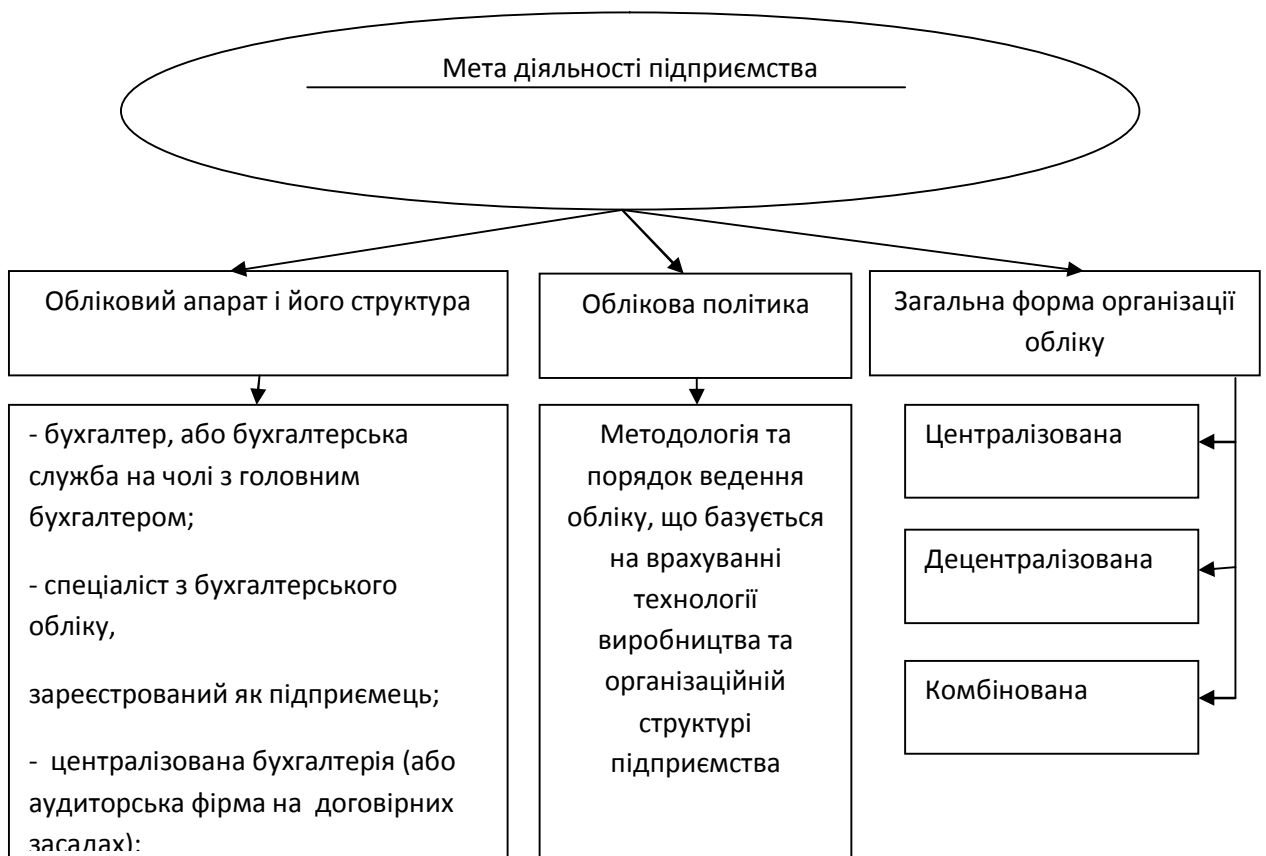 Мета діяльності підприємства
Обліковий апарат і його структура
Облікова політика
Загальна форма організації
обліку
- бухгалтер, або бухгалтерська
служба на чолі з головним
бухгалтером;
- спеціаліст з бухгалтерського
обліку,
зареєстрований як підприємець;
- централізована бухгалтерія (або
аудиторська фірма на договірних
засадах);
Методологія та
порядок ведення
обліку, що базується
на врахуванні
технології
виробництва та
організаційній
структурі
підприємства
Централізована
Децентралізована
Комбінована